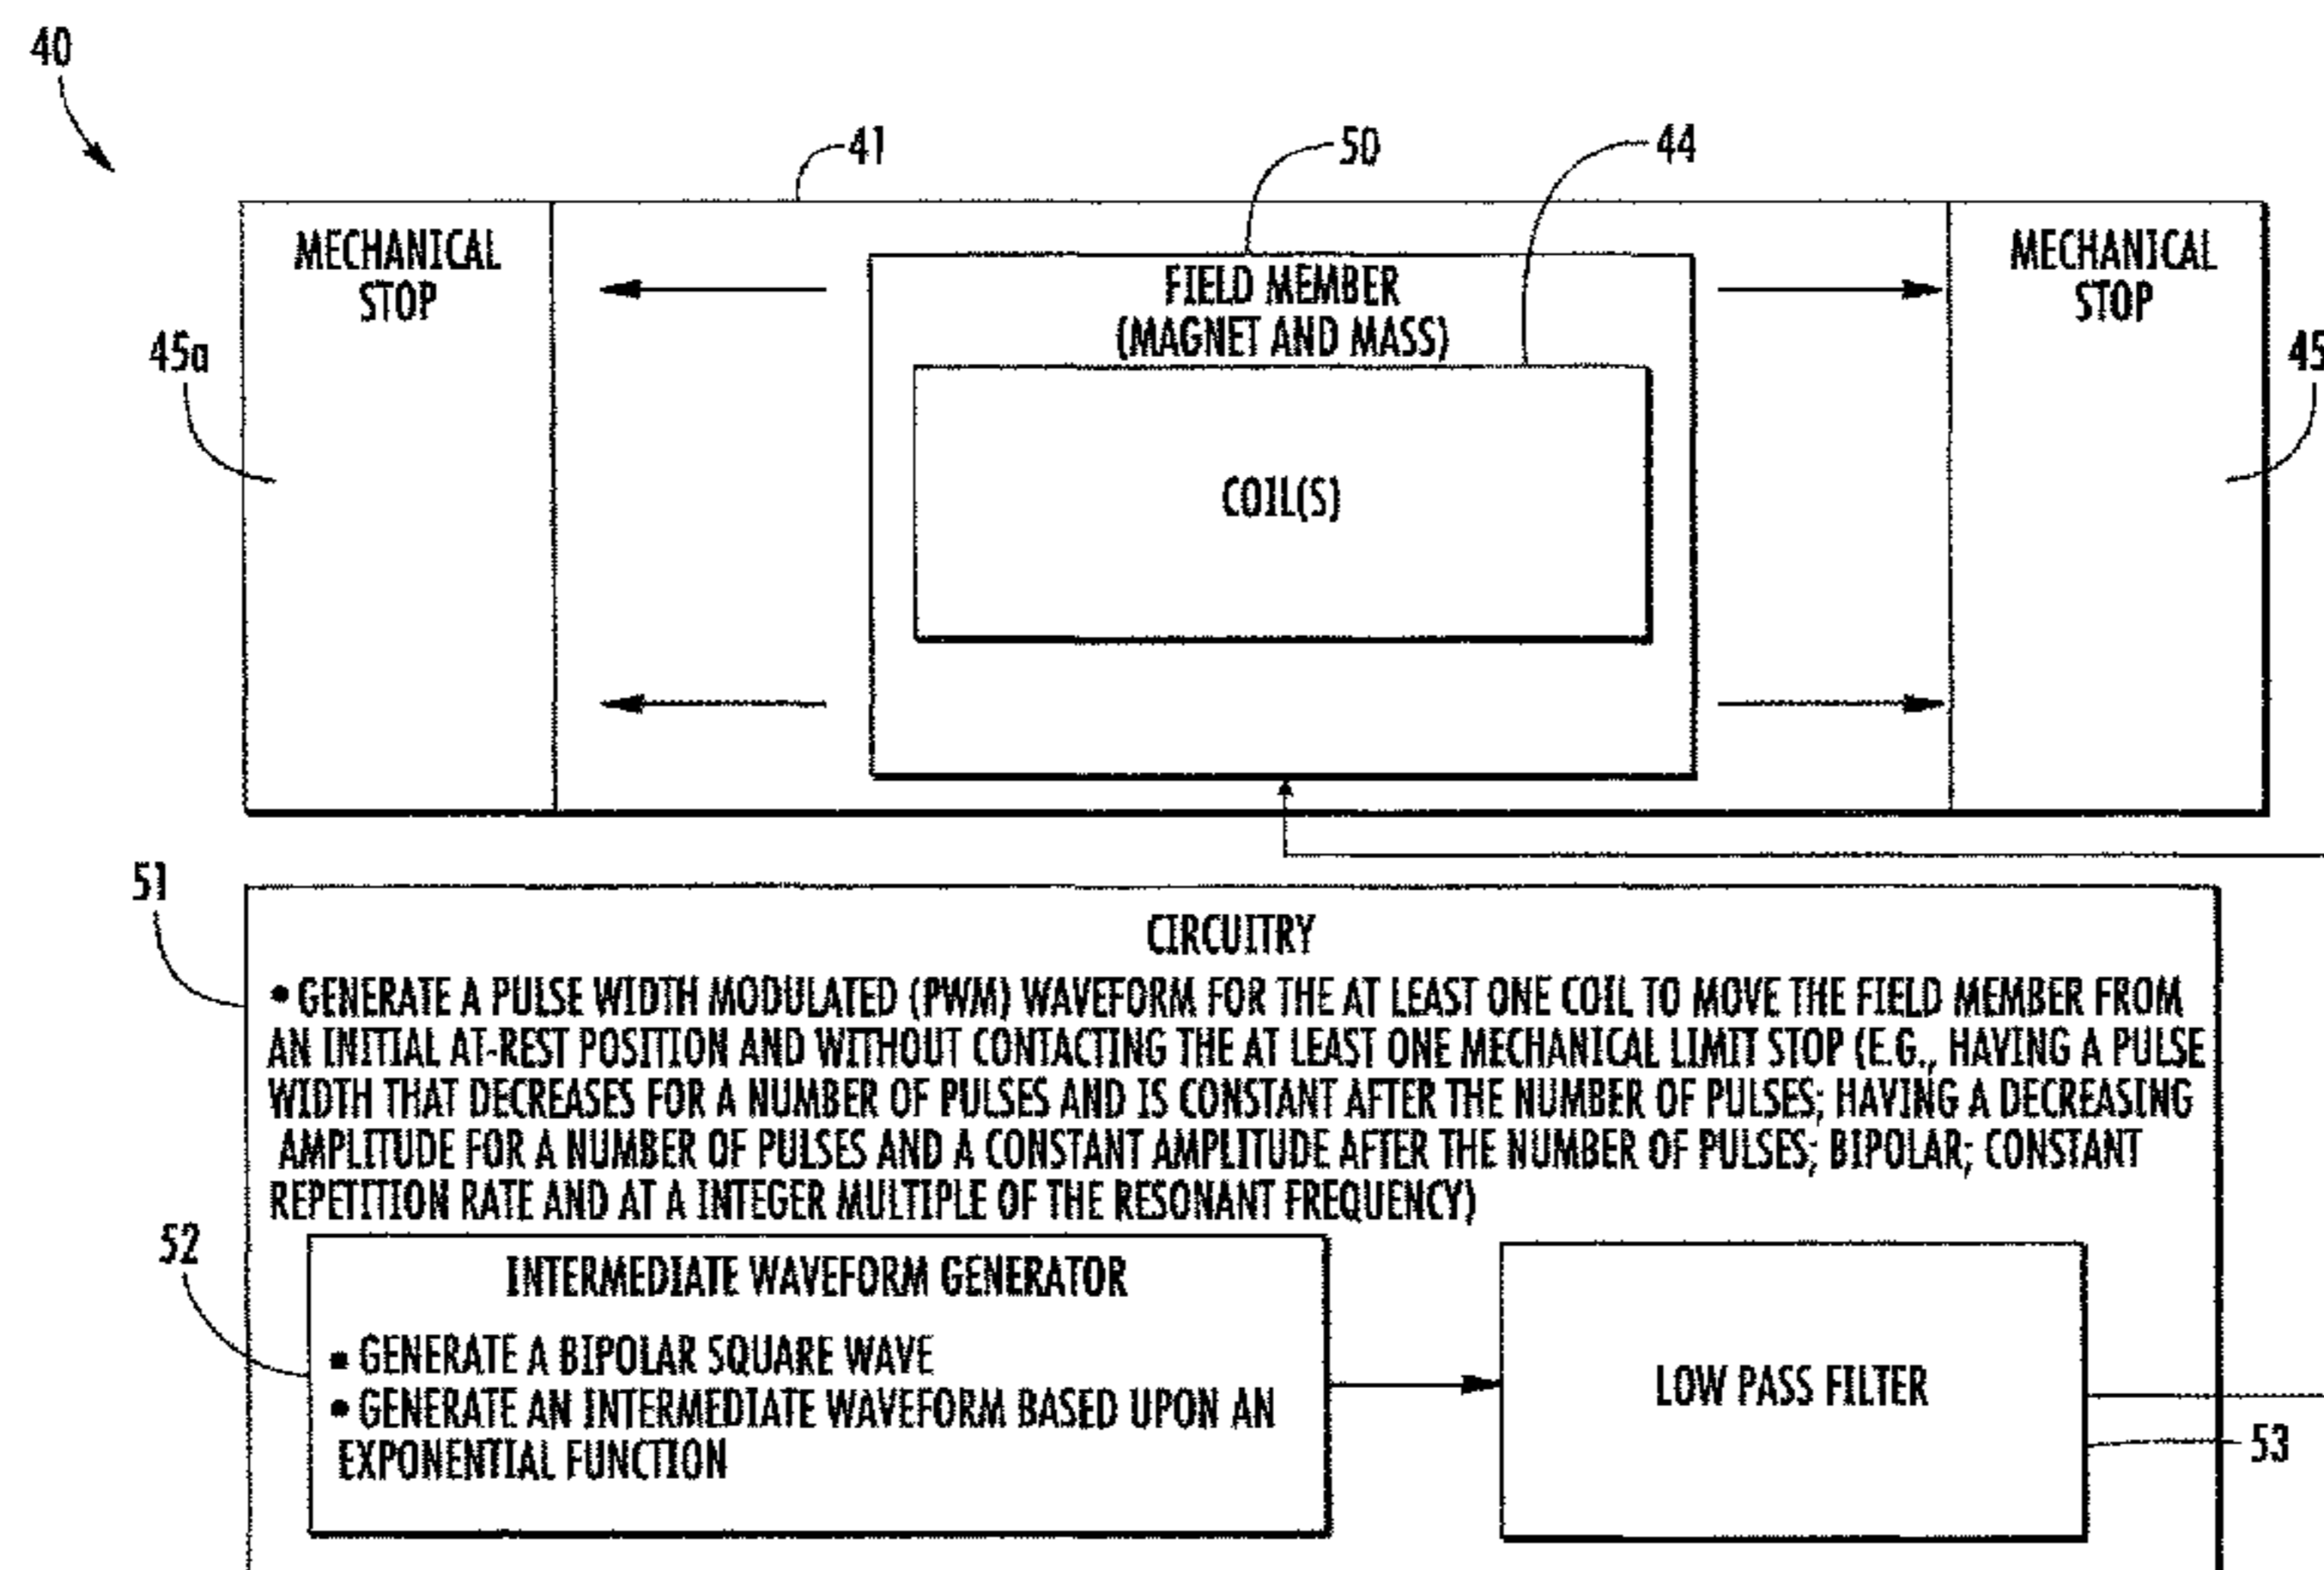 40
41
50
44
MECHANICAL
STOP
FIELD MEMBER
(MAGNET AND MASS)
MECHANICAL
STOP
45a
45
COIL(S)
51
CIRCUITRY
• GENERATE A PULSE WIDTH MODULATED (PWM) WAVEFORM FOR THE AT LEAST ONE COIL TO MOVE THE FIELD MEMBER FROM
AN INITIAL AT-REST POSITION AND WITHOUT CONTACTING THE AT LEAST ONE MECHANICAL LIMIT STOP (E.G., HAVING A PULSE
WIDTH THAT DECREASES FOR A NUMBER OF PULSES AND IS CONSTANT AFTER THE NUMBER OF PULSES; HAVING A DECREASING
AMPLITUDE FOR A NUMBER OF PULSES AND A CONSTANT AMPLITUDE AFTER THE NUMBER OF PULSES; BIPOLAR; CONSTANT
REPETITION RATE AND AT A INTEGER MULTIPLE OF THE RESONANT FREQUENCY)
52
INTERMEDIATE WAVEFORM GENERATOR
• GENERATE A BIPOLAR SQUARE WAVE
• GENERATE AN INTERMEDIATE WAVEFORM BASED UPON AN
EXPONENTIAL FUNCTION
LOW PASS FILTER
53